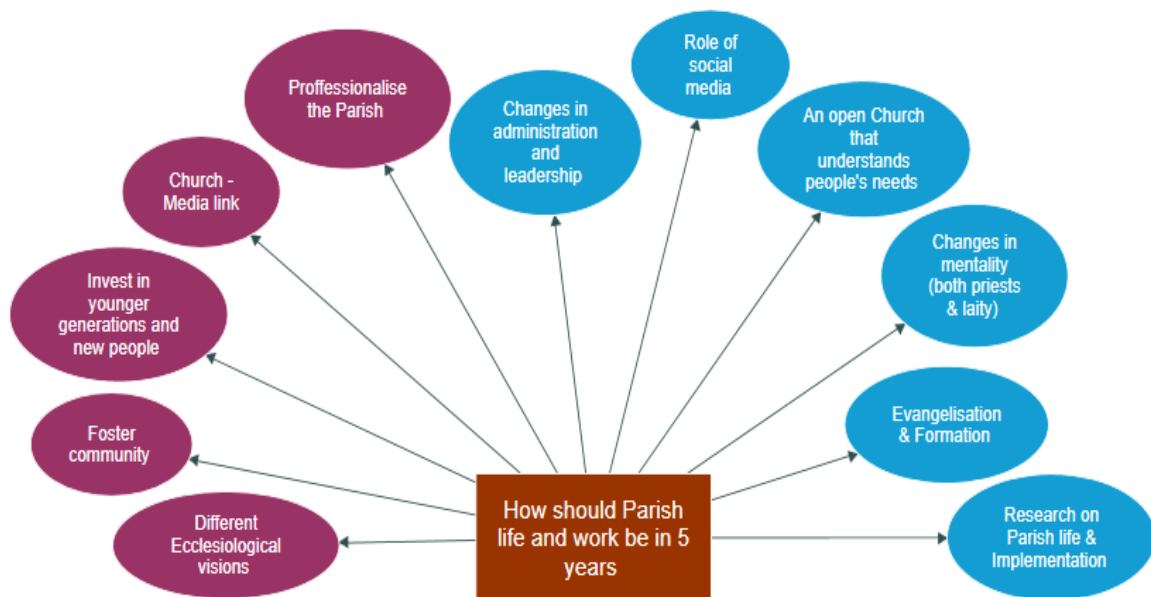 Role of
social
media
Proffessionalise
the Parish
Changes in
administration
and
leadership
An open Church
that
understands
people's needs
Church -
Media link
Changes in
mentality
(both priests
& laity)
Invest in
younger
generations and
new people
Evangelisation
& Formation
Foster
community
How should Parish
life and work be in 5
years
Different
Ecclesiological
visions
Research on
Parish life &
Implementation